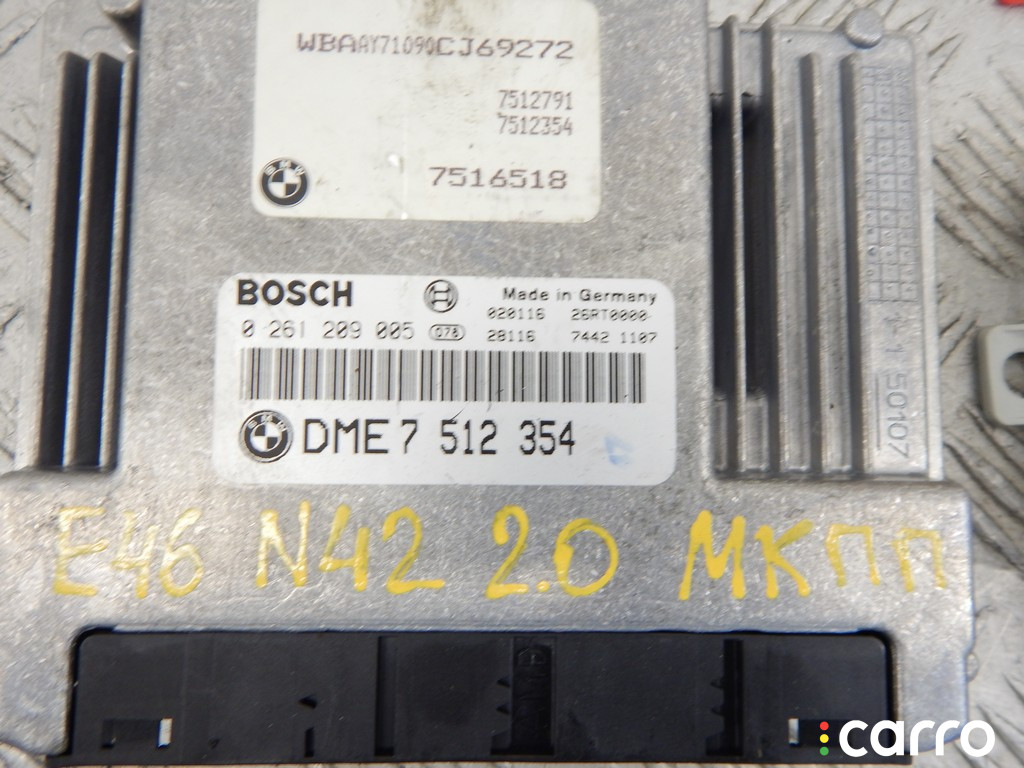 WBAAY71090CJ69272
7512791
7512354
7516518
BOSCH
Made in Germany
020116 26RT0000-
0 261 209 005 078
28116 7442 1107
DME 7 512 354
E46 N42 2.0 МКПП
50107
carro